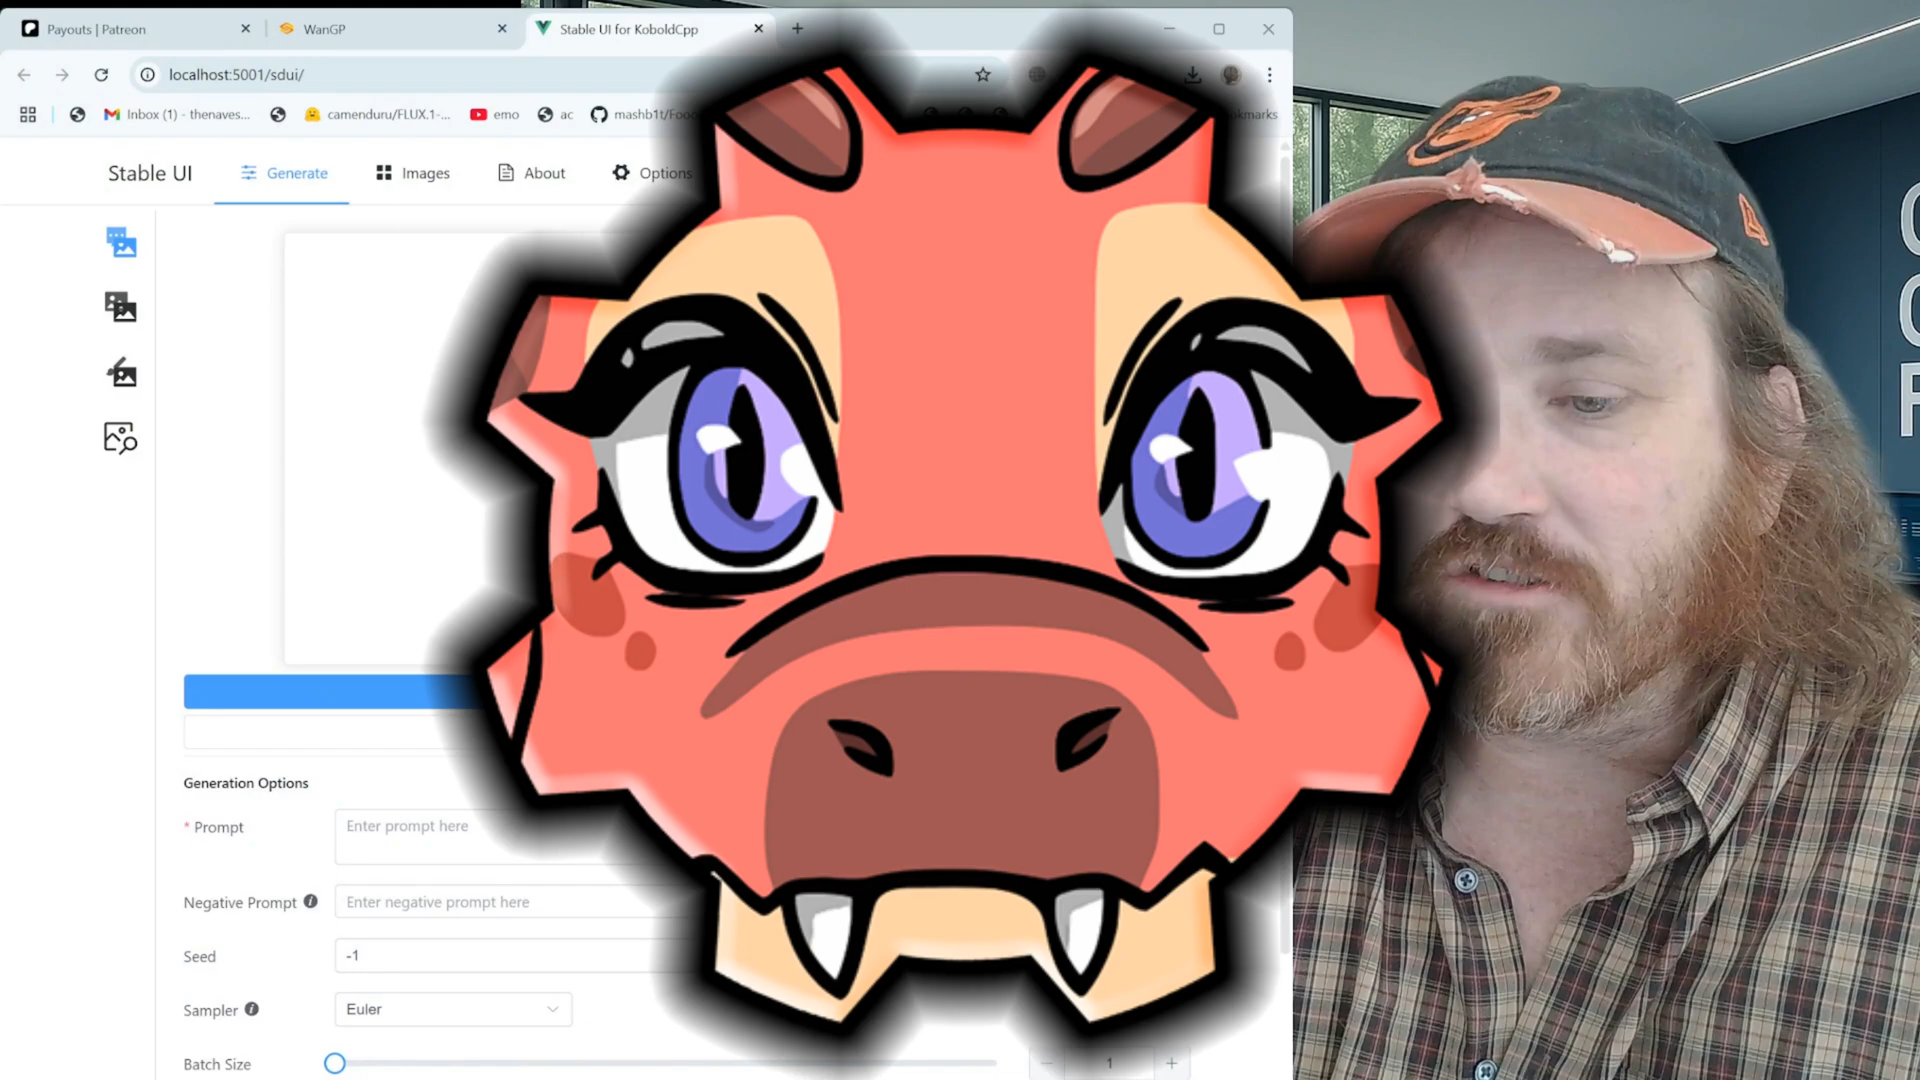 Payouts | Patreon
WanGP
Stable UI for KoboldCpp
localhost:5001/sdui/
Inbox (1) - thenaves...
camenduru/FLUX.1-...
emo
ac
mashb1t/Fooo
okmarks
Stable UI
Generate
Images
About
Options
Generation Options
* Prompt
Enter prompt here
Negative Prompt
Enter negative prompt here
Seed
-1
Sampler
Euler
Batch Size
1